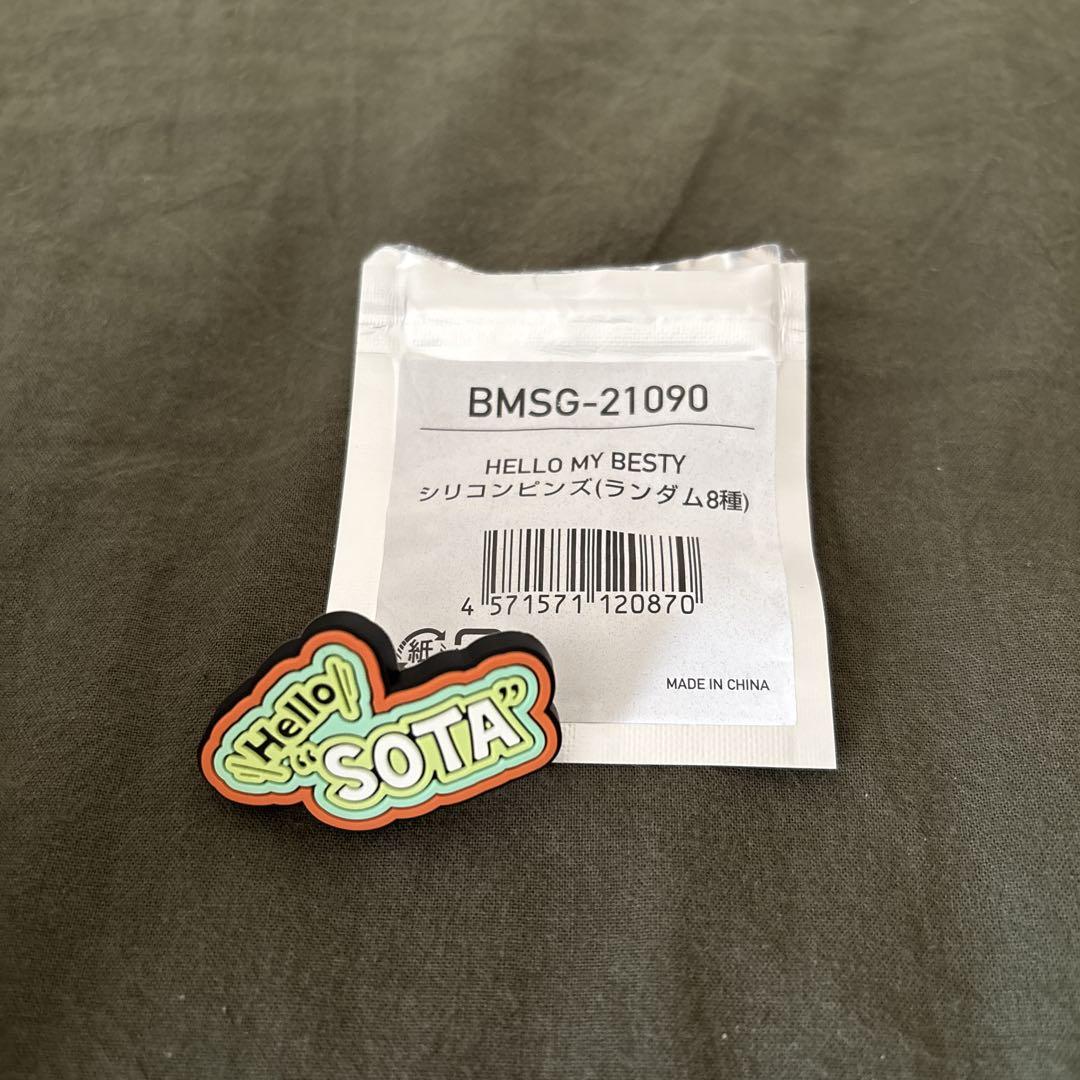 BMSG-21090
HELLO MY BESTY
シリコンピンズ(ランダム8種)
4 571571 120870
紙
MADE IN CHINA
Hello
“SOTA”